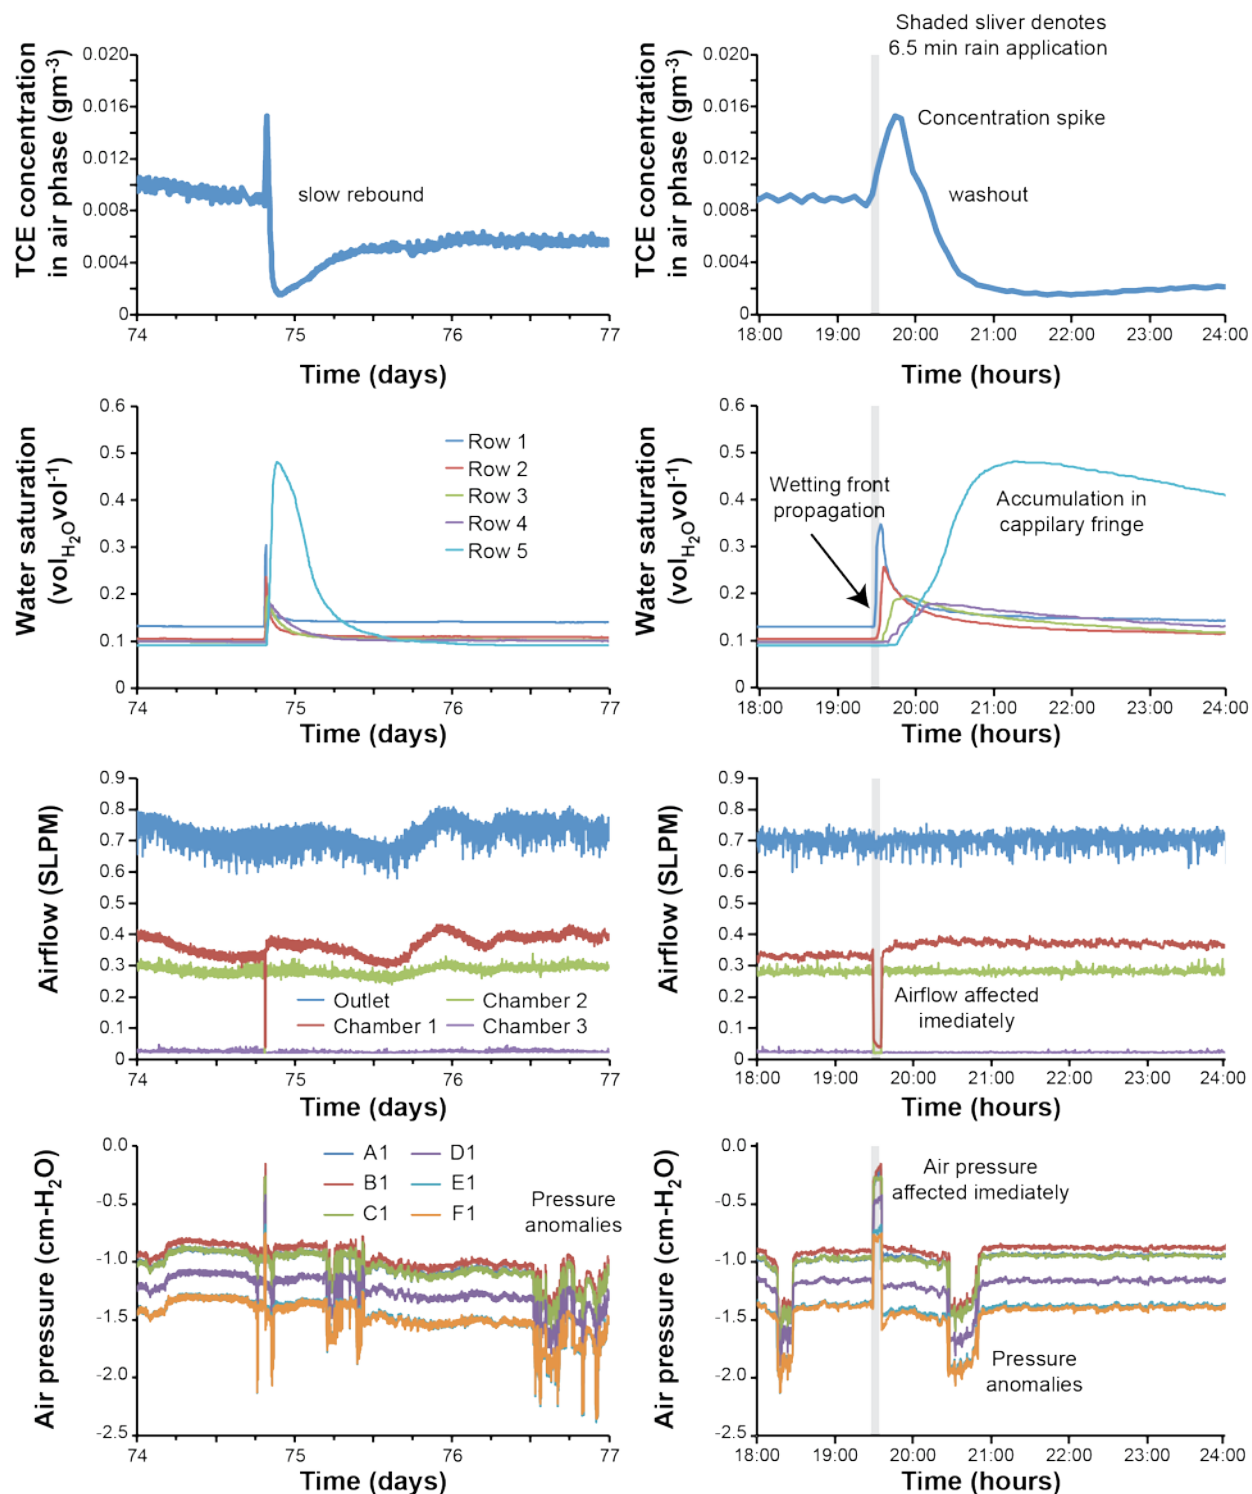 Shaded sliver denotes
6.5 min rain application
TCE concentration
in air phase (gm-3)
0.020
0.016
0.012
0.008
0.004
0
slow rebound
74
75
76
77
Time (days)
TCE concentration
in air phase (gm-3)
0.020
0.016
0.012
0.008
0.004
0
Concentration spike
washout
18:00
19:00
20:00
21:00
22:00
23:00
24:00
Time (hours)
Water saturation
(volH2Ovol-1)
0.6
0.5
0.4
0.3
0.2
0.1
0
Row 1
Row 2
Row 3
Row 4
Row 5
74
75
76
77
Time (days)
Water saturation
(volH2Ovol-1)
0.6
0.5
0.4
0.3
0.2
0.1
0
Wetting front
propagation
Accumulation in
cappilary fringe
18:00
19:00
20:00
21:00
22:00
23:00
24:00
Time (hours)
Airflow (SLPM)
0.9
0.8
0.7
0.6
0.5
0.4
0.3
0.2
0.1
0
Outlet
Chamber 2
Chamber 1
Chamber 3
74
75
76
77
Time (days)
Airflow (SLPM)
0.9
0.8
0.7
0.6
0.5
0.4
0.3
0.2
0.1
0
Airflow affected
imediately
18:00
19:00
20:00
21:00
22:00
23:00
24:00
Time (hours)
Air pressure (cm-H2O)
0.0
-0.5
-1.0
-1.5
-2.0
-2.5
A1
D1
B1
E1
C1
F1
Pressure
anomalies
74
75
76
77
Time (days)
Air pressure (cm-H2O)
0.0
-0.5
-1.0
-1.5
-2.0
-2.5
Air pressure
affected imediately
Pressure
anomalies
18:00
19:00
20:00
21:00
22:00
23:00
24:00
Time (hours)